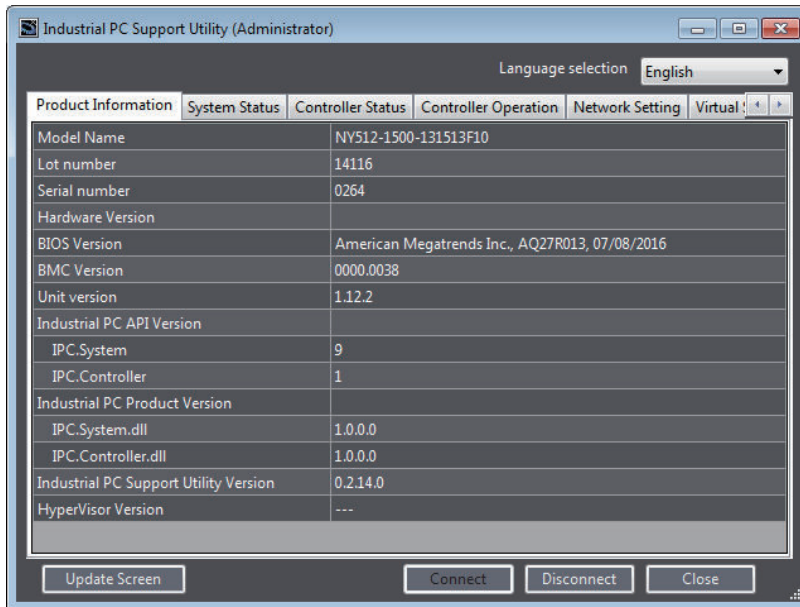 Industrial PC Support Utility (Administrator)
Language selection English
Product Information System Status Controller Status Controller Operation Network Setting Virtual
Model Name NY512-1500-131513F10
Lot number 14116
Serial number 0264
Hardware Version
BIOS Version American Megatrends Inc., AQ27R013, 07/08/2016
BMC Version 0000.0038
Unit version 1.12.2
Industrial PC API Version
IPC.System 9
IPC.Controller 1
Industrial PC Product Version
IPC.System.dll 1.0.0.0
IPC.Controller.dll 1.0.0.0
Industrial PC Support Utility Version 0.2.14.0
HyperVisor Version ---
Update Screen Connect Disconnect Close